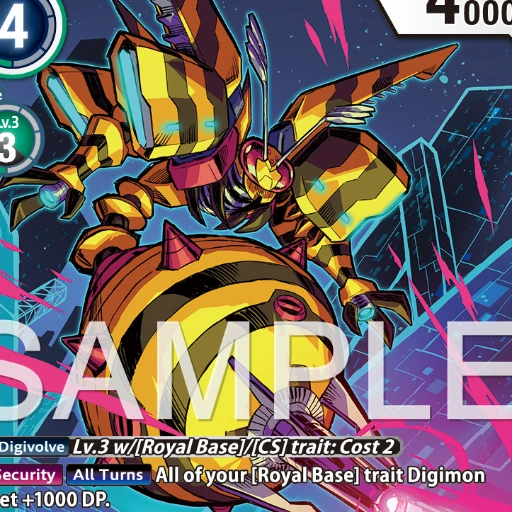 4
4000
Lv.3
3
SAMPLE
Digivolve Lv.3 w/[Royal Base]/[CS] trait: Cost 2
Security All Turns All of your [Royal Base] trait Digimon
et +1000 DP.